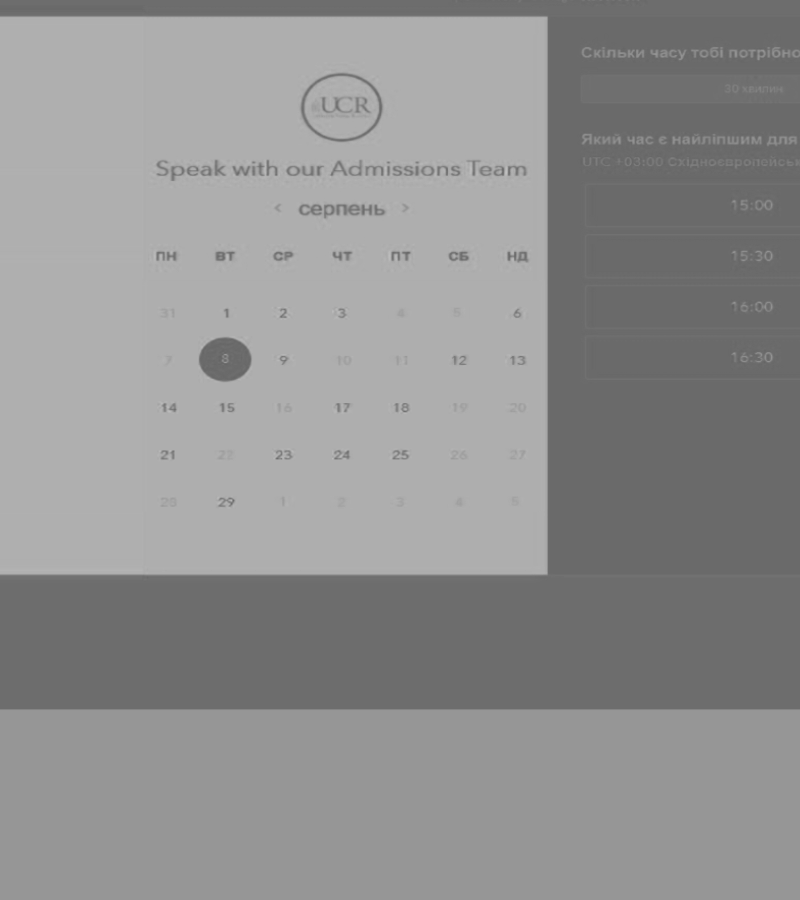 UCR
Speak with our Admissions Team
< серпень >
ПН ВТ СР ЧТ ПТ СБ НД
31 1 2 3 4 5 6
7 8 9 10 11 12 13
14 15 16 17 18 19 20
21 22 23 24 25 26 27
28 29 1 2 3 4 5
Скільки часу тобі потрібно
30 хвилин
Який час є найліпшим для
UTC +03:00 Східноєвропейськ
15:00
15:30
16:00
16:30